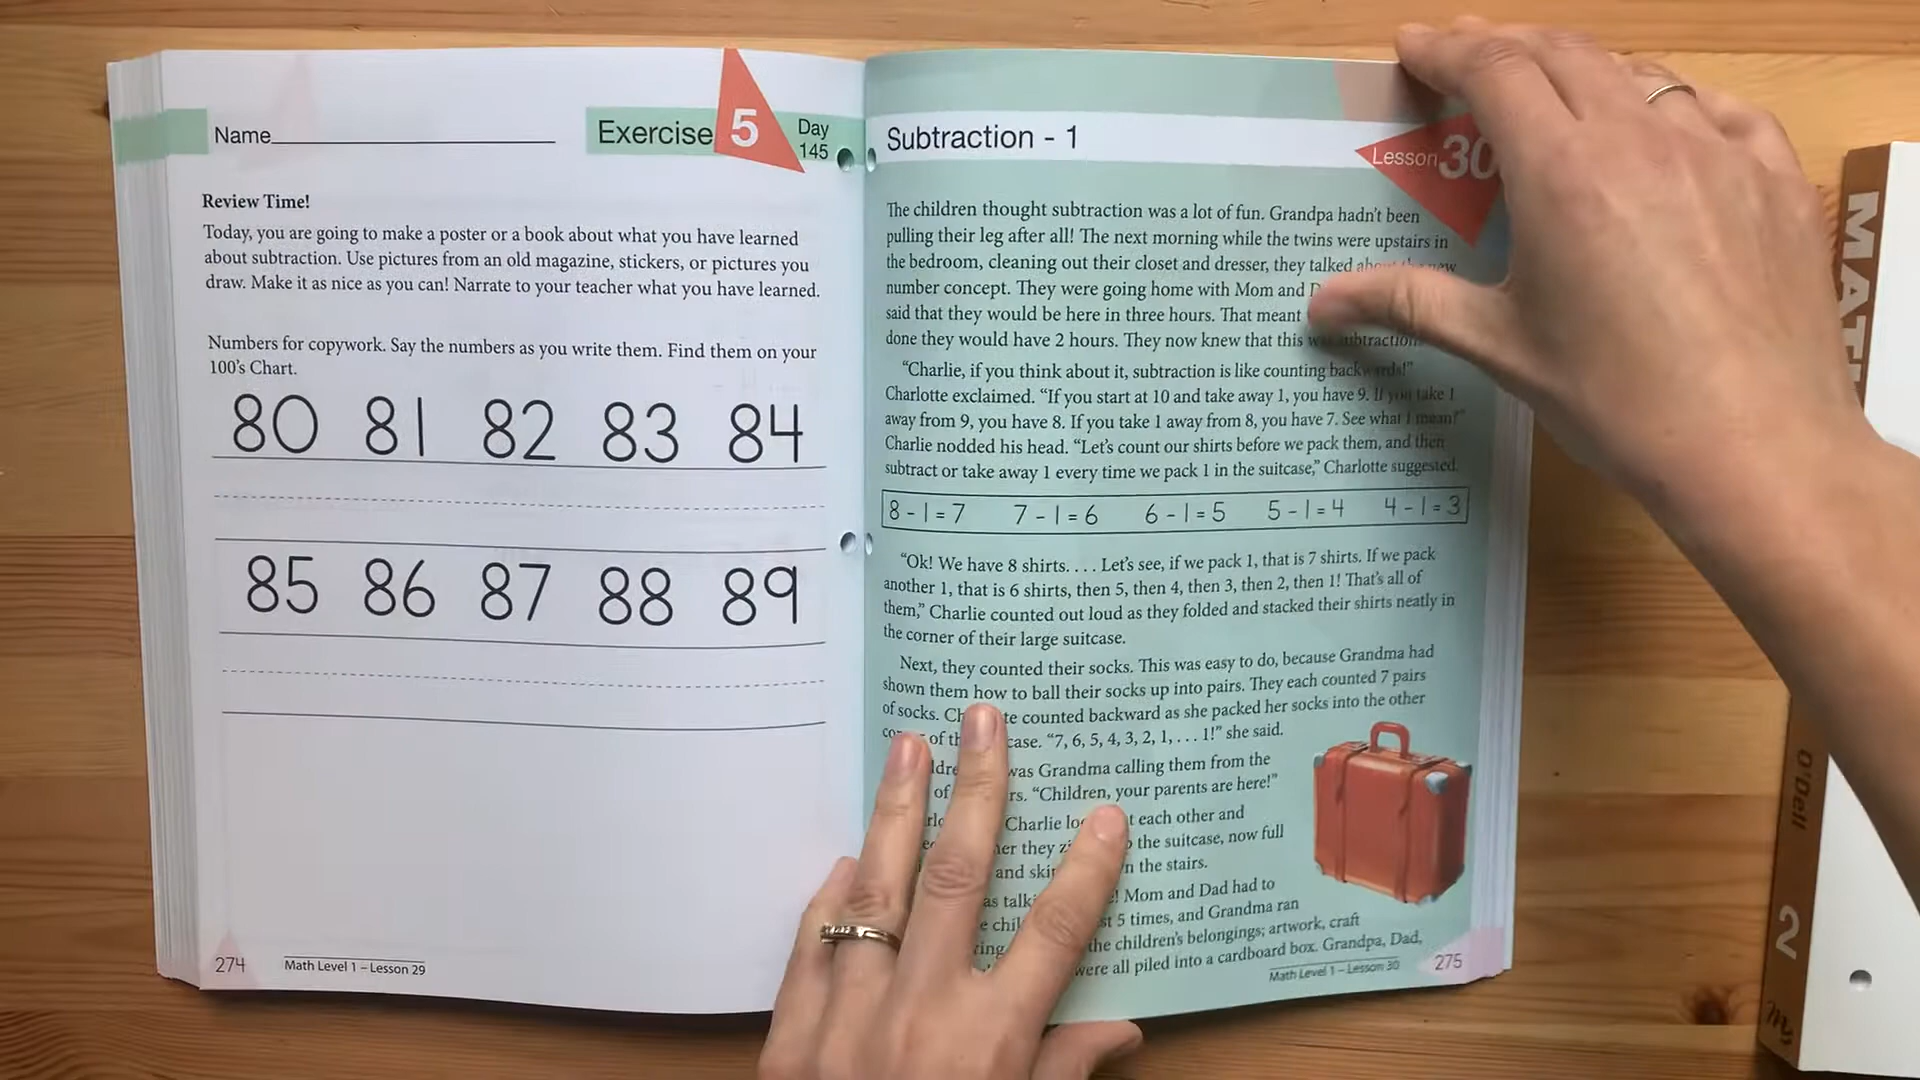 Name
Exercise 5
Day
145
Review Time!
Today, you are going to make a poster or a book about what you have learned
about subtraction. Use pictures from an old magazine, stickers, or pictures you
draw. Make it as nice as you can! Narrate to your teacher what you have learned.
Numbers for copywork. Say the numbers as you write them. Find them on your
100's Chart.
80 81 82 83 84
85 86 87 88 89
274
Math Level 1 – Lesson 29
Subtraction - 1
Lesson 30
The children thought subtraction was a lot of fun. Grandpa hadn't been
pulling their leg after all! The next morning while the twins were upstairs in
the bedroom, cleaning out their closet and dresser, they talked about the new
number concept. They were going home with Mom and
said that they would be here in three hours. That meant
done they would have 2 hours. They now knew that this was subtraction
“Charlie, if you think about it, subtraction is like counting backwards!”
Charlotte exclaimed. “If you start at 10 and take away 1, you have 9. If you take 1
away from 9, you have 8. If you take 1 away from 8, you have 7. See what I mean?”
Charlie nodded his head. “Let's count our shirts before we pack them, and then
subtract or take away 1 every time we pack 1 in the suitcase,” Charlotte suggested.
8 - 1 = 7 7 - 1 = 6 6 - 1 = 5 5 - 1 = 4 4 - 1 = 3
“Ok! We have 8 shirts. . . . Let's see, if we pack 1, that is 7 shirts. If we pack
another 1, that is 6 shirts, then 5, then 4, then 3, then 2, then 1! That's all of
them,” Charlie counted out loud as they folded and stacked their shirts neatly in
the corner of their large suitcase.
Next, they counted their socks. This was easy to do, because Grandma had
shown them how to ball their socks up into pairs. They each counted 7 pairs
of socks. counted backward as she packed her socks into the other
of case. “7, 6, 5, 4, 3, 2, 1, . . . 1!” she said.
was Grandma calling them from the
of “Children, your parents are here!”
Charlie each other and
they the suitcase, now full
and the stairs.
Mom and Dad had to
5 times, and Grandma ran
the children's belongings; artwork, craft
were all piled into a cardboard box. Grandpa, Dad,
Math Level 1 – Lesson 30
275
MAT
O'Dell
2